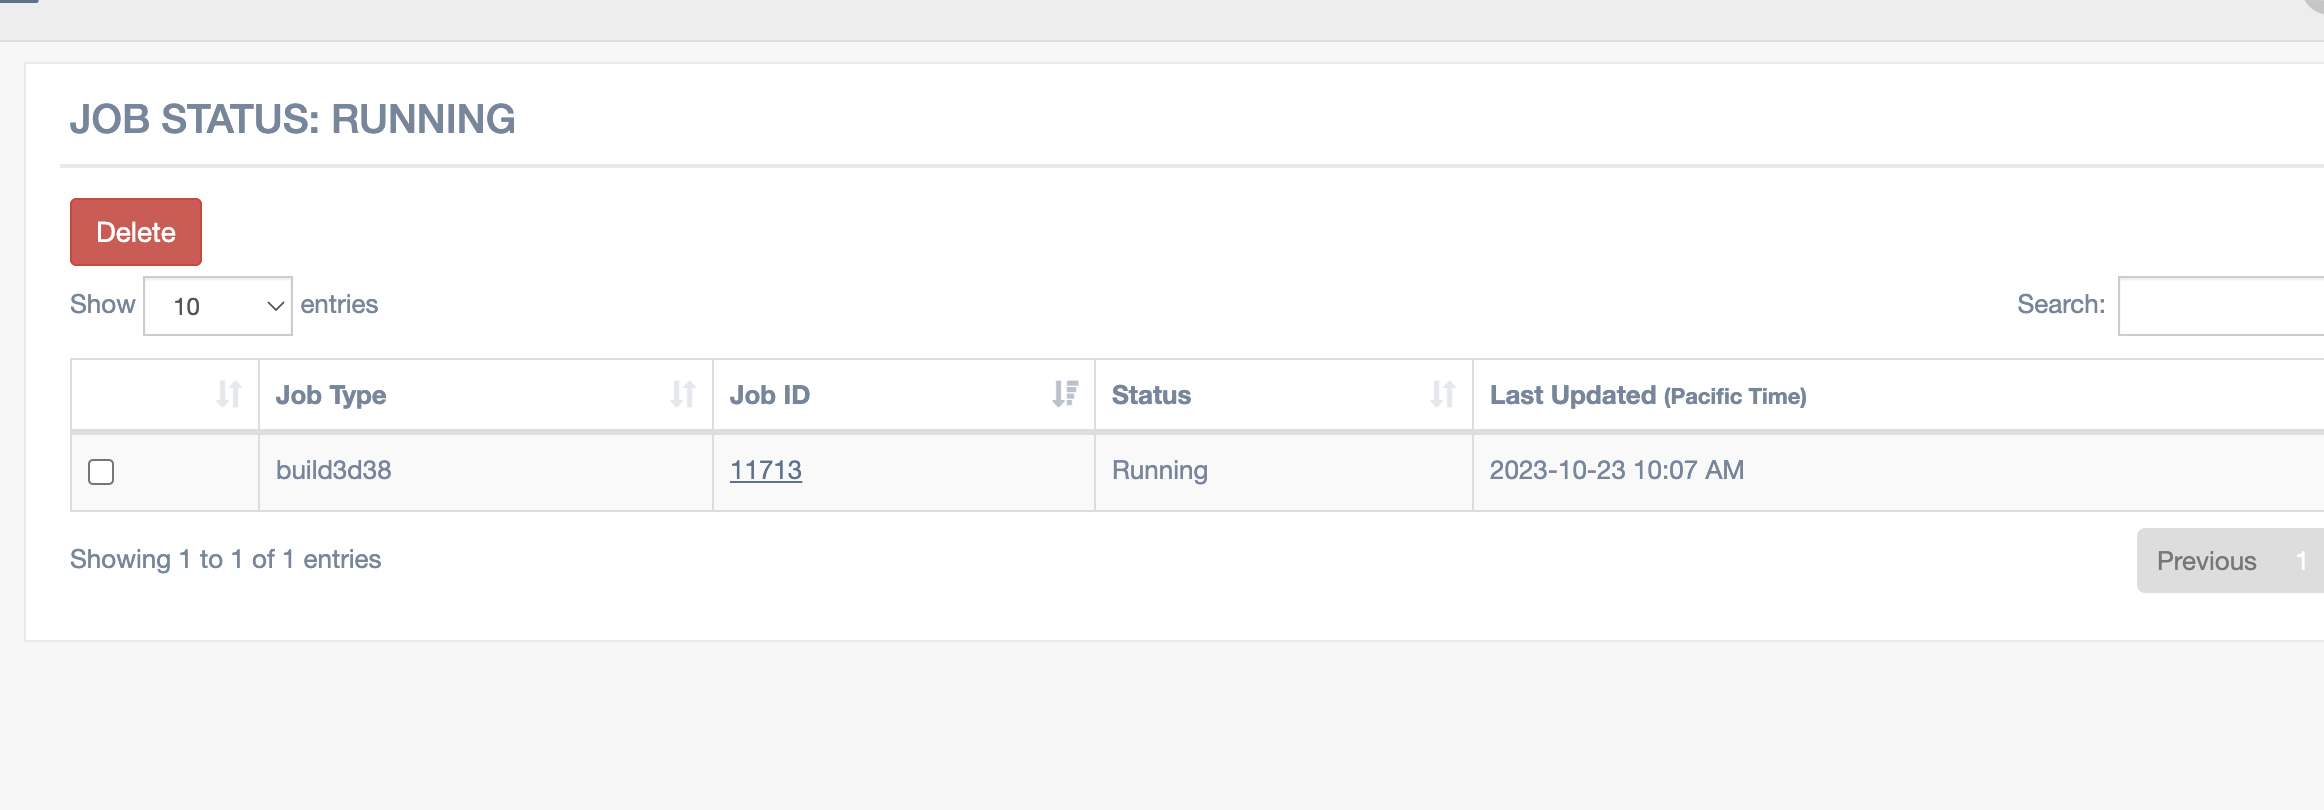 JOB STATUS: RUNNING
Delete
Show 10 entries
Search:
Job Type Job ID Status Last Updated (Pacific Time)
build3d38 11713 Running 2023-10-23 10:07 AM
Showing 1 to 1 of 1 entries
Previous 1